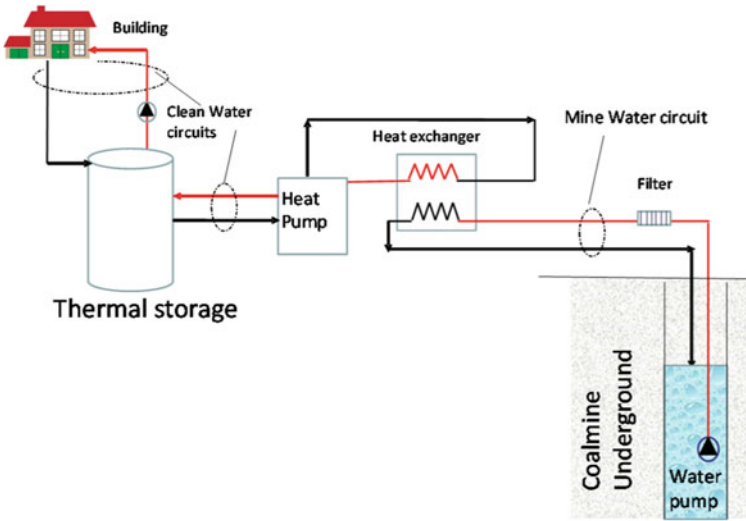 Building
Clean Water
circuits
Heat exchanger
Mine Water circuit
Filter
Heat
Pump
Thermal storage
Coalmine
Underground
Water
pump